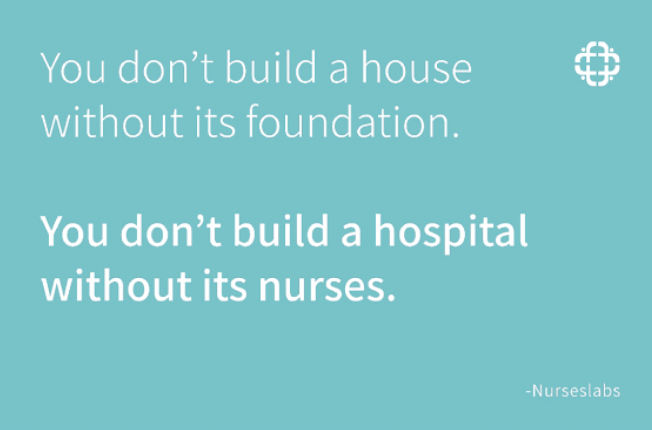 You don’t build a house
without its foundation.
You don’t build a hospital
without its nurses.
-Nurseslabs